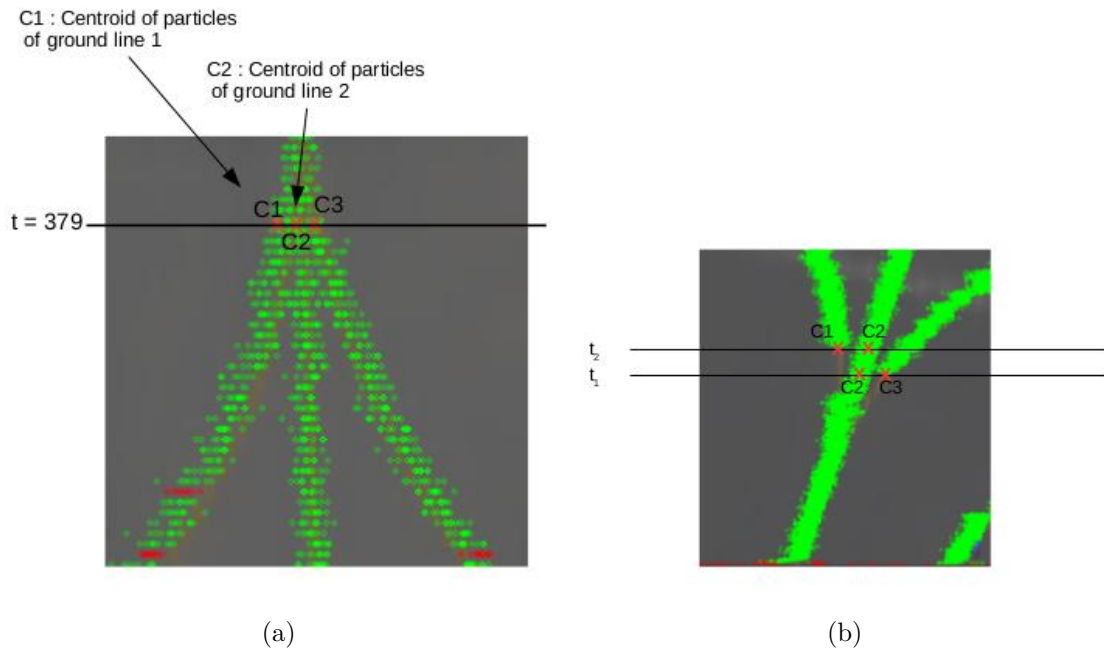 C1 : Centroid of particles
of ground line 1
C2 : Centroid of particles
of ground line 2
C1 C3
t = 379
C2
C1 C2
t2
t1
C2 C3
(a) (b)